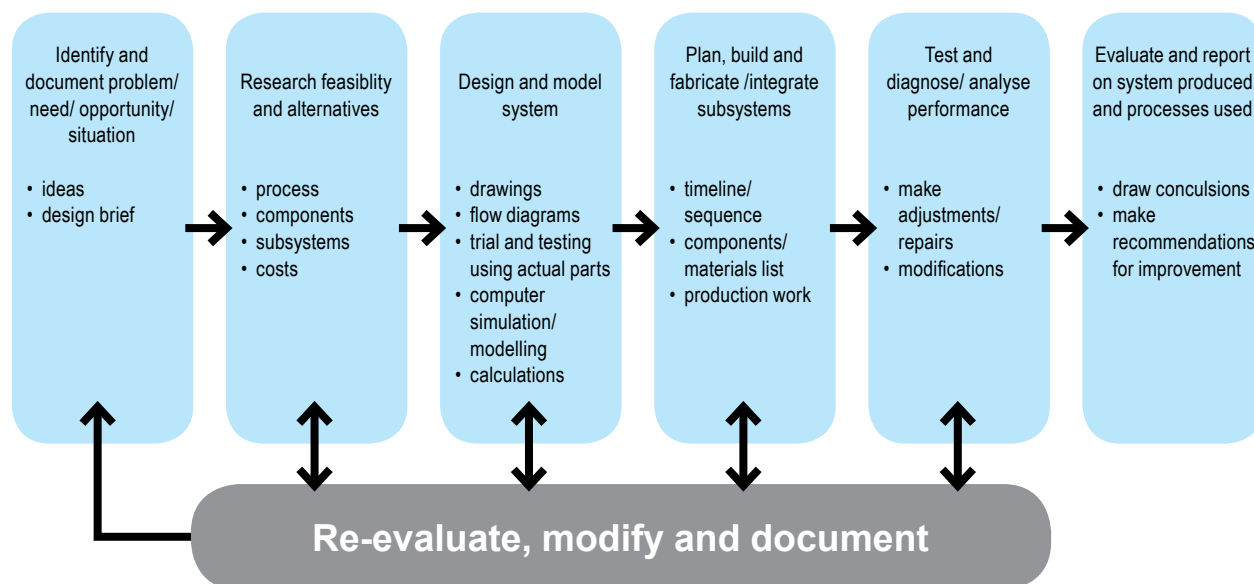 Identify and
document problem/
need/ opportunity/
situation
• ideas
• design brief
Research feasiblity
and alternatives
• process
• components
• subsystems
• costs
Design and model
system
• drawings
• flow diagrams
• trial and testing
using actual parts
• computer
simulation/
modelling
• calculations
Plan, build and
fabricate /integrate
subsystems
• timeline/
sequence
• components/
materials list
• production work
Test and
diagnose/ analyse
performance
• make
adjustments/
repairs
• modifications
Evaluate and report
on system produced
and processes used
• draw conculsions
• make
recommendations
for improvement
Re-evaluate, modify and document